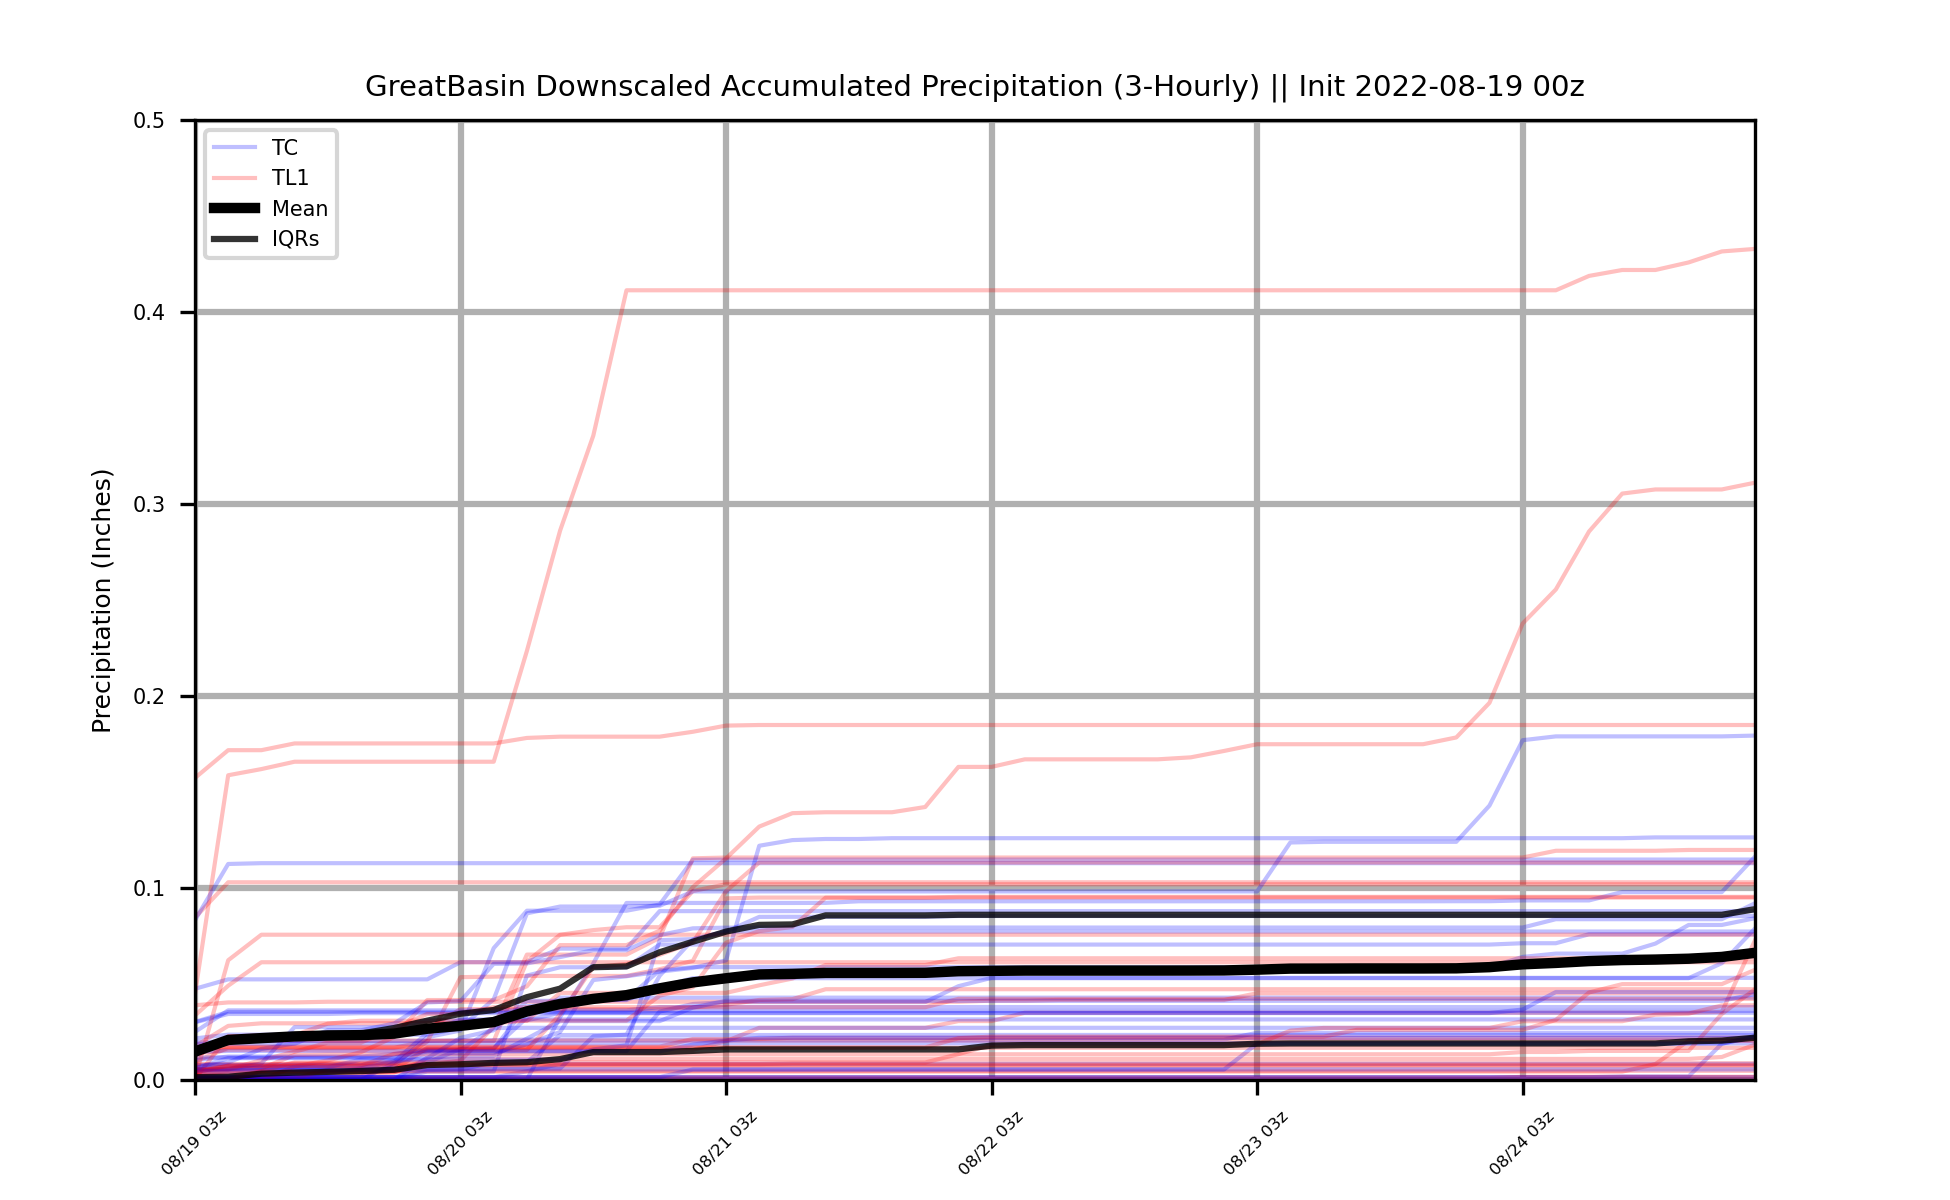 GreatBasin Downscaled Accumulated Precipitation (3-Hourly) || Init 2022-08-19 00z
0.5
0.4
0.3
0.2
0.1
0.0
Precipitation (Inches)
TC
TL1
Mean
IQRs
08/19 03z
08/20 03z
08/21 03z
08/22 03z
08/23 03z
08/24 03z